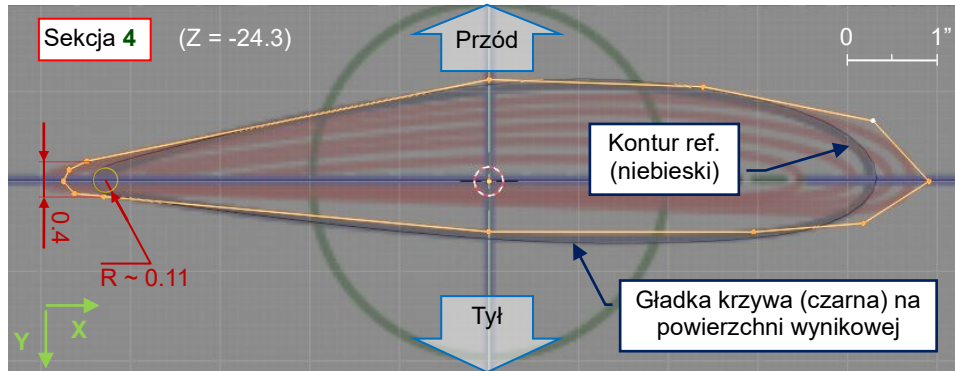 Sekcja 4
(Z = -24.3)
Przód
0 1”
Kontur ref.
(niebieski)
0.4
R ~ 0.11
Y X
Tył
Gładka krzywa (czarna) na
powierzchni wynikowej